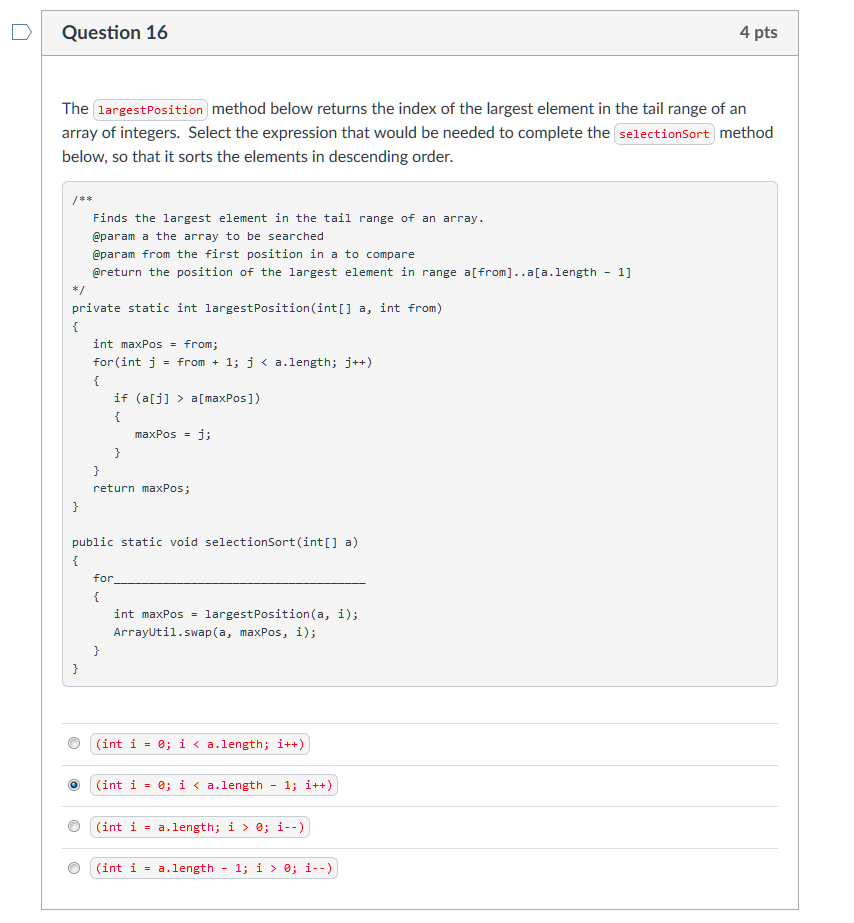 Question 16
4 pts
The largestPosition method below returns the index of the largest element in the tail range of an
array of integers. Select the expression that would be needed to complete the selectionSort method
below, so that it sorts the elements in descending order.
/**
   Finds the largest element in the tail range of an array.
   @param a the array to be searched
   @param from the first position in a to compare
   @return the position of the largest element in range a[from]..a[a.length - 1]
*/
private static int largestPosition(int[] a, int from)
{
   int maxPos = from;
   for(int j = from + 1; j < a.length; j++)
   {
      if (a[j] > a[maxPos])
      {
         maxPos = j;
      }
   }
   return maxPos;
}
public static void selectionSort(int[] a)
{
   for____________________________________
   {
      int maxPos = largestPosition(a, i);
      ArrayUtil.swap(a, maxPos, i);
   }
}
(int i = 0; i < a.length; i++)
(int i = 0; i < a.length - 1; i++)
(int i = a.length; i > 0; i--)
(int i = a.length - 1; i > 0; i--)